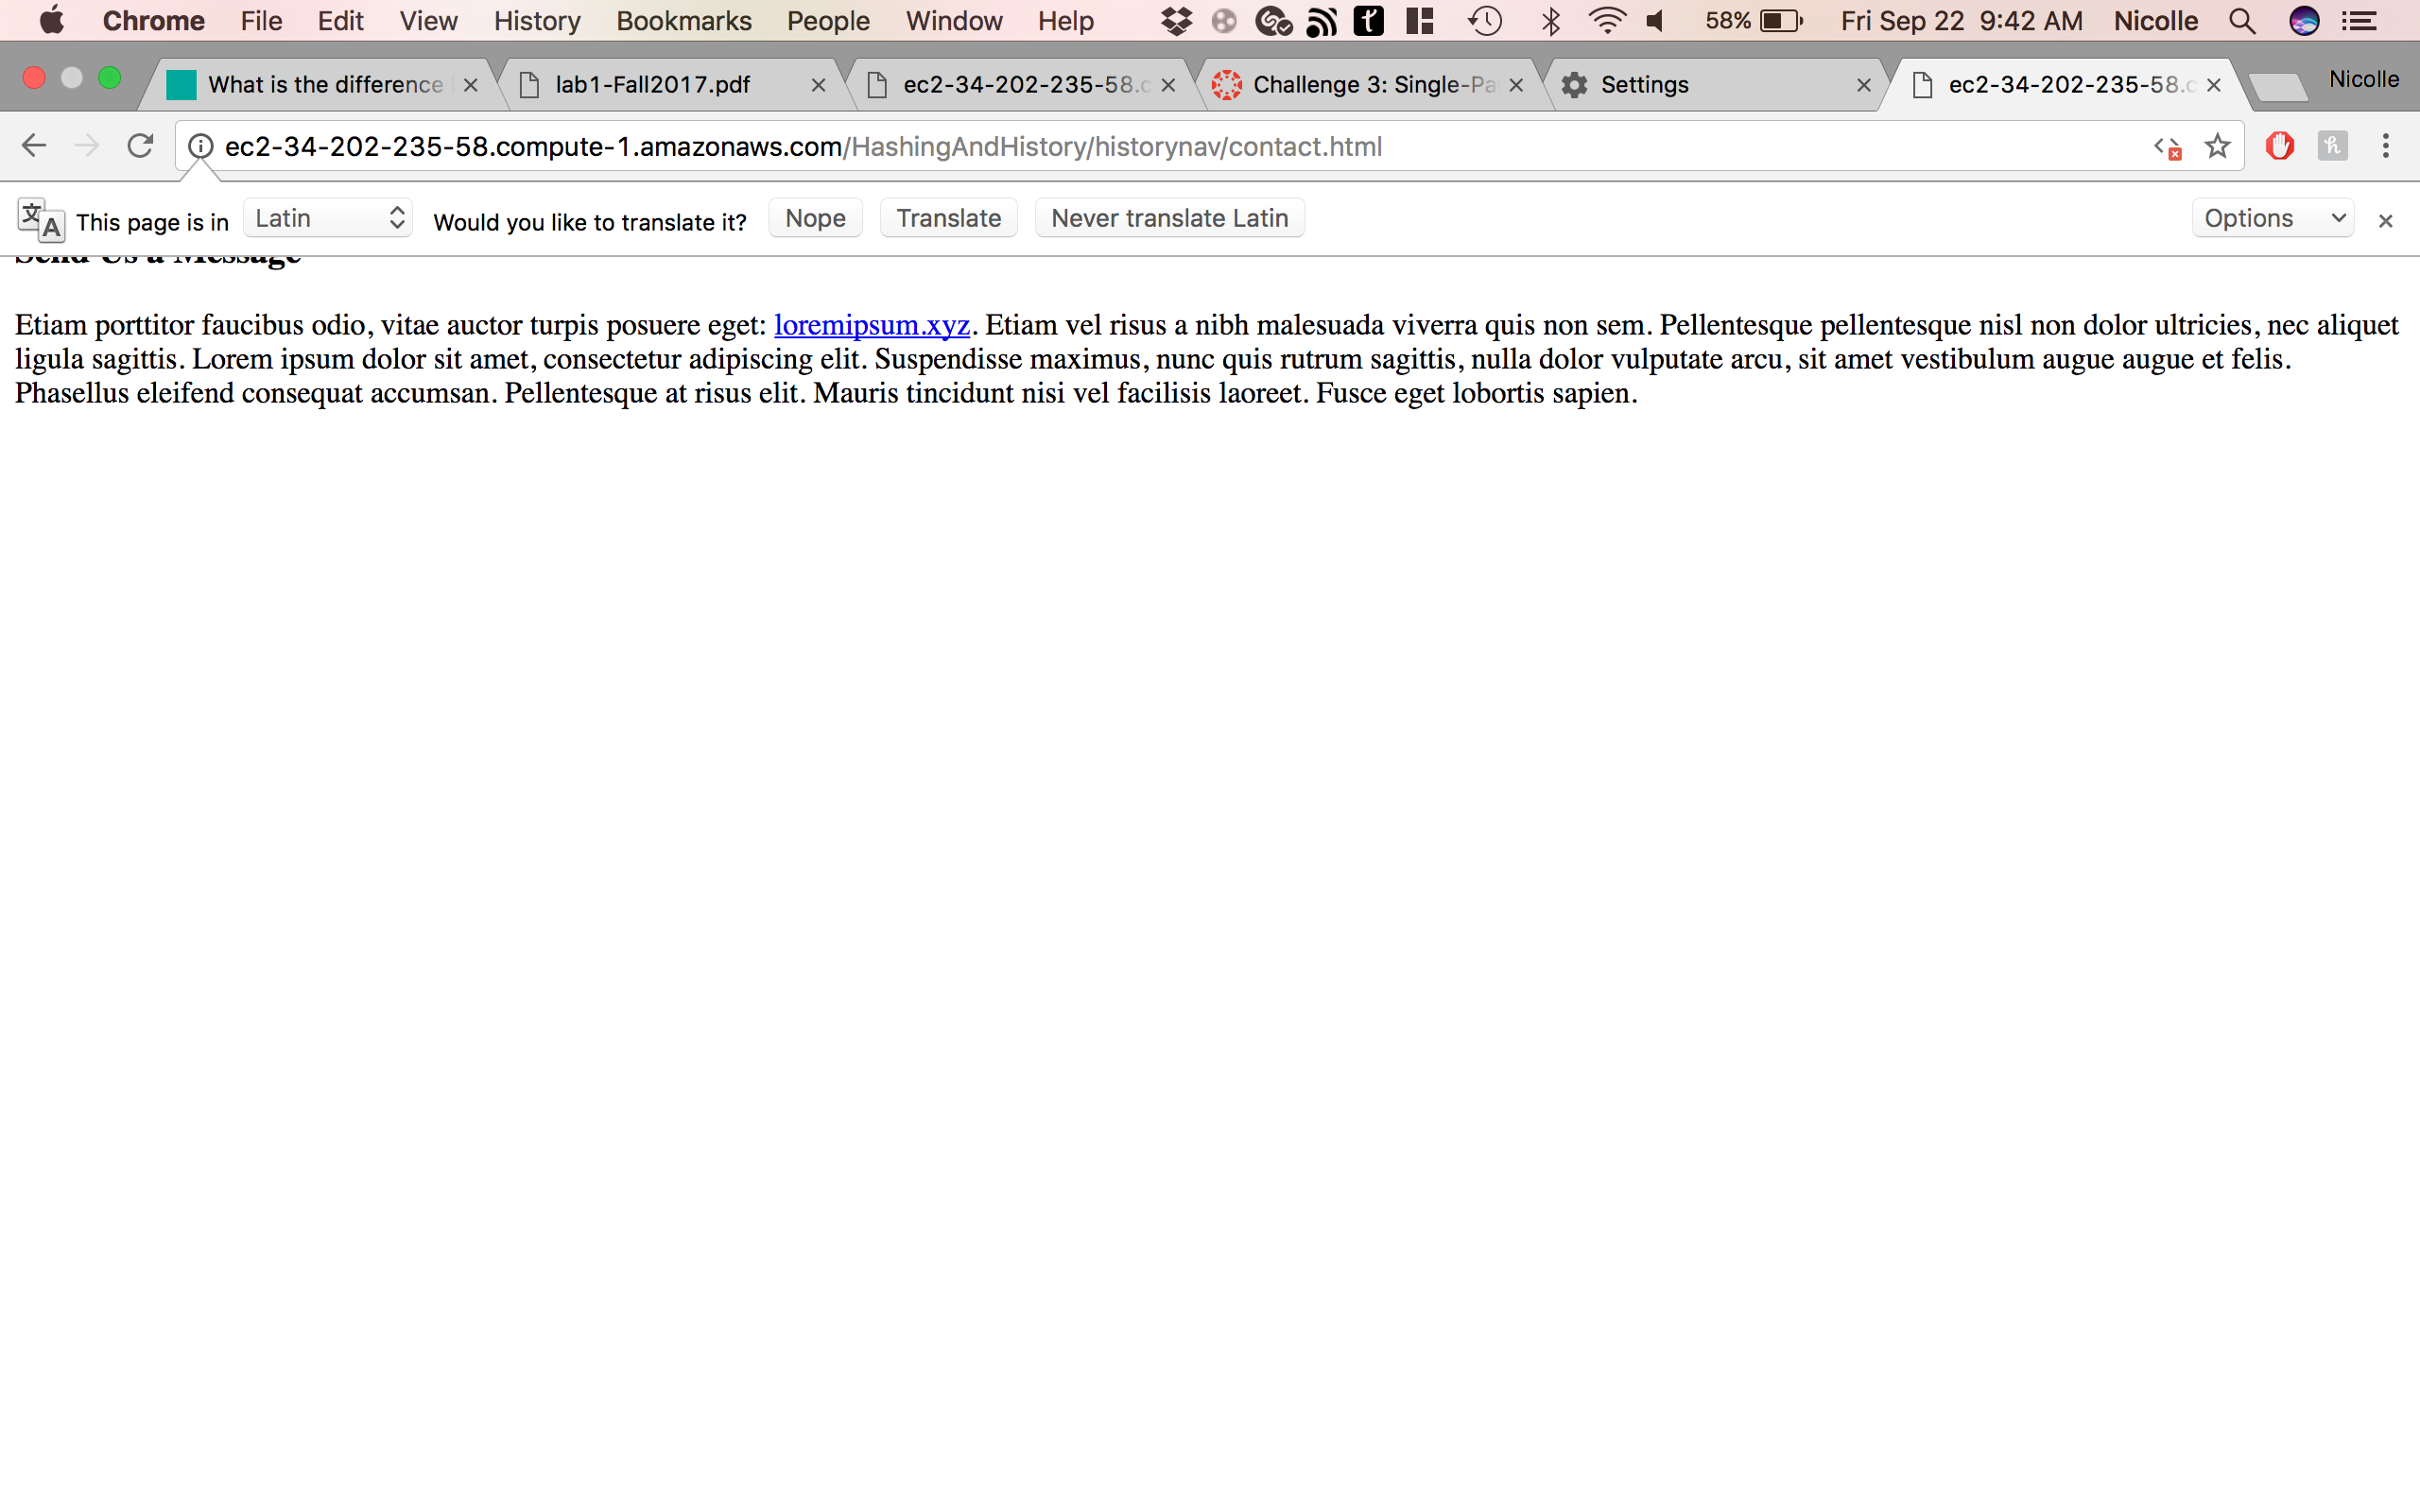 Chrome File Edit View History Bookmarks People Window Help 58% Fri Sep 22 9:42 AM Nicolle
What is the difference lab1-Fall2017.pdf ec2-34-202-235-58.c Challenge 3: Single-Pa Settings ec2-34-202-235-58.c Nicolle
ec2-34-202-235-58.compute-1.amazonaws.com/HashingAndHistory/historynav/contact.html
This page is in Latin Would you like to translate it? Nope Translate Never translate Latin Options
Send Us a Message
Etiam porttitor faucibus odio, vitae auctor turpis posuere eget: loremipsum.xyz. Etiam vel risus a nibh malesuada viverra quis non sem. Pellentesque pellentesque nisl non dolor ultricies, nec aliquet
ligula sagittis. Lorem ipsum dolor sit amet, consectetur adipiscing elit. Suspendisse maximus, nunc quis rutrum sagittis, nulla dolor vulputate arcu, sit amet vestibulum augue augue et felis.
Phasellus eleifend consequat accumsan. Pellentesque at risus elit. Mauris tincidunt nisi vel facilisis laoreet. Fusce eget lobortis sapien.